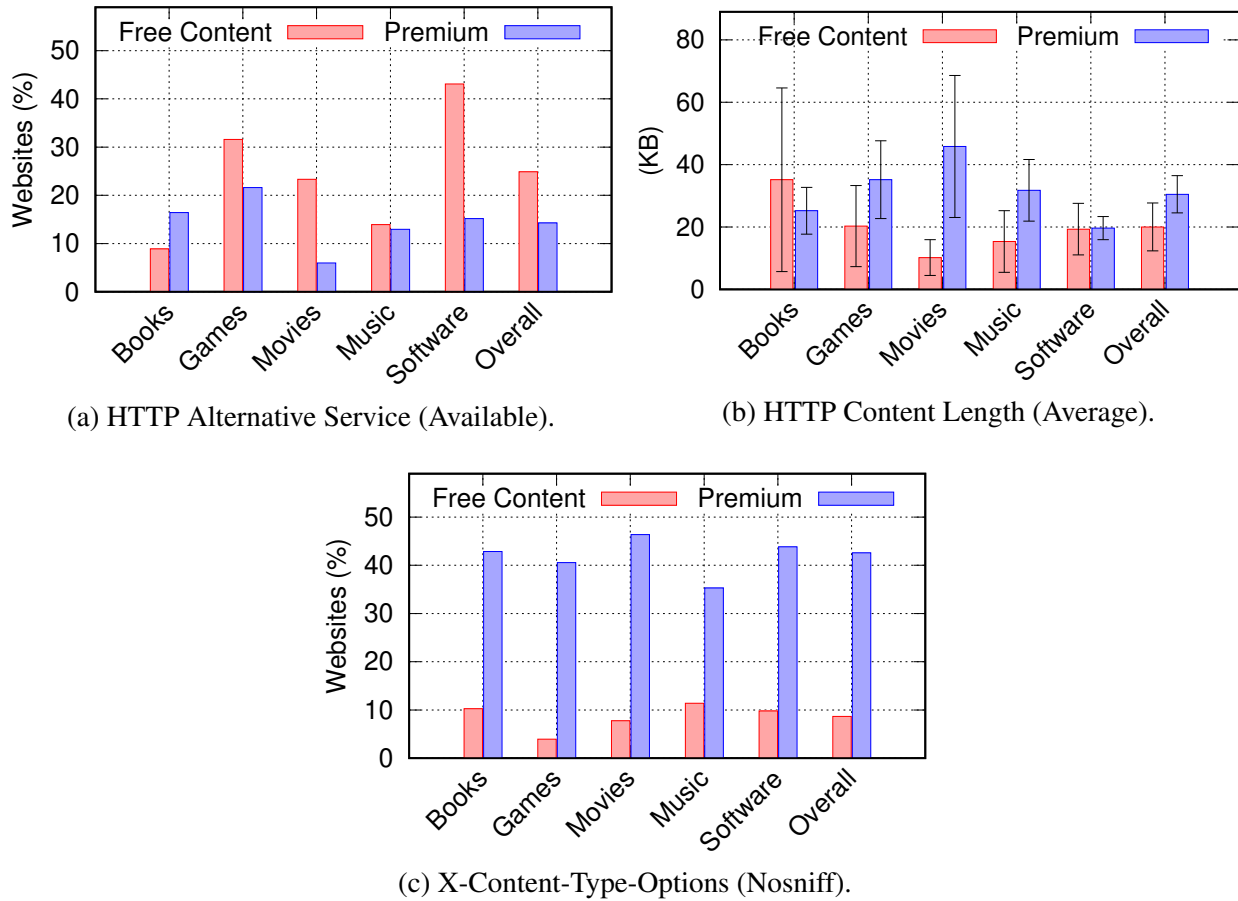 Free Content Premium
50
40
30
20
10
0
Websites (%)
Books
Games
Movies
Music
Software
Overall
(a) HTTP Alternative Service (Available).
Free Content Premium
80
60
40
20
0
(KB)
Books
Games
Movies
Music
Software
Overall
(b) HTTP Content Length (Average).
Free Content Premium
50
40
30
20
10
0
Websites (%)
Books
Games
Movies
Music
Software
Overall
(c) X-Content-Type-Options (Nosniff).